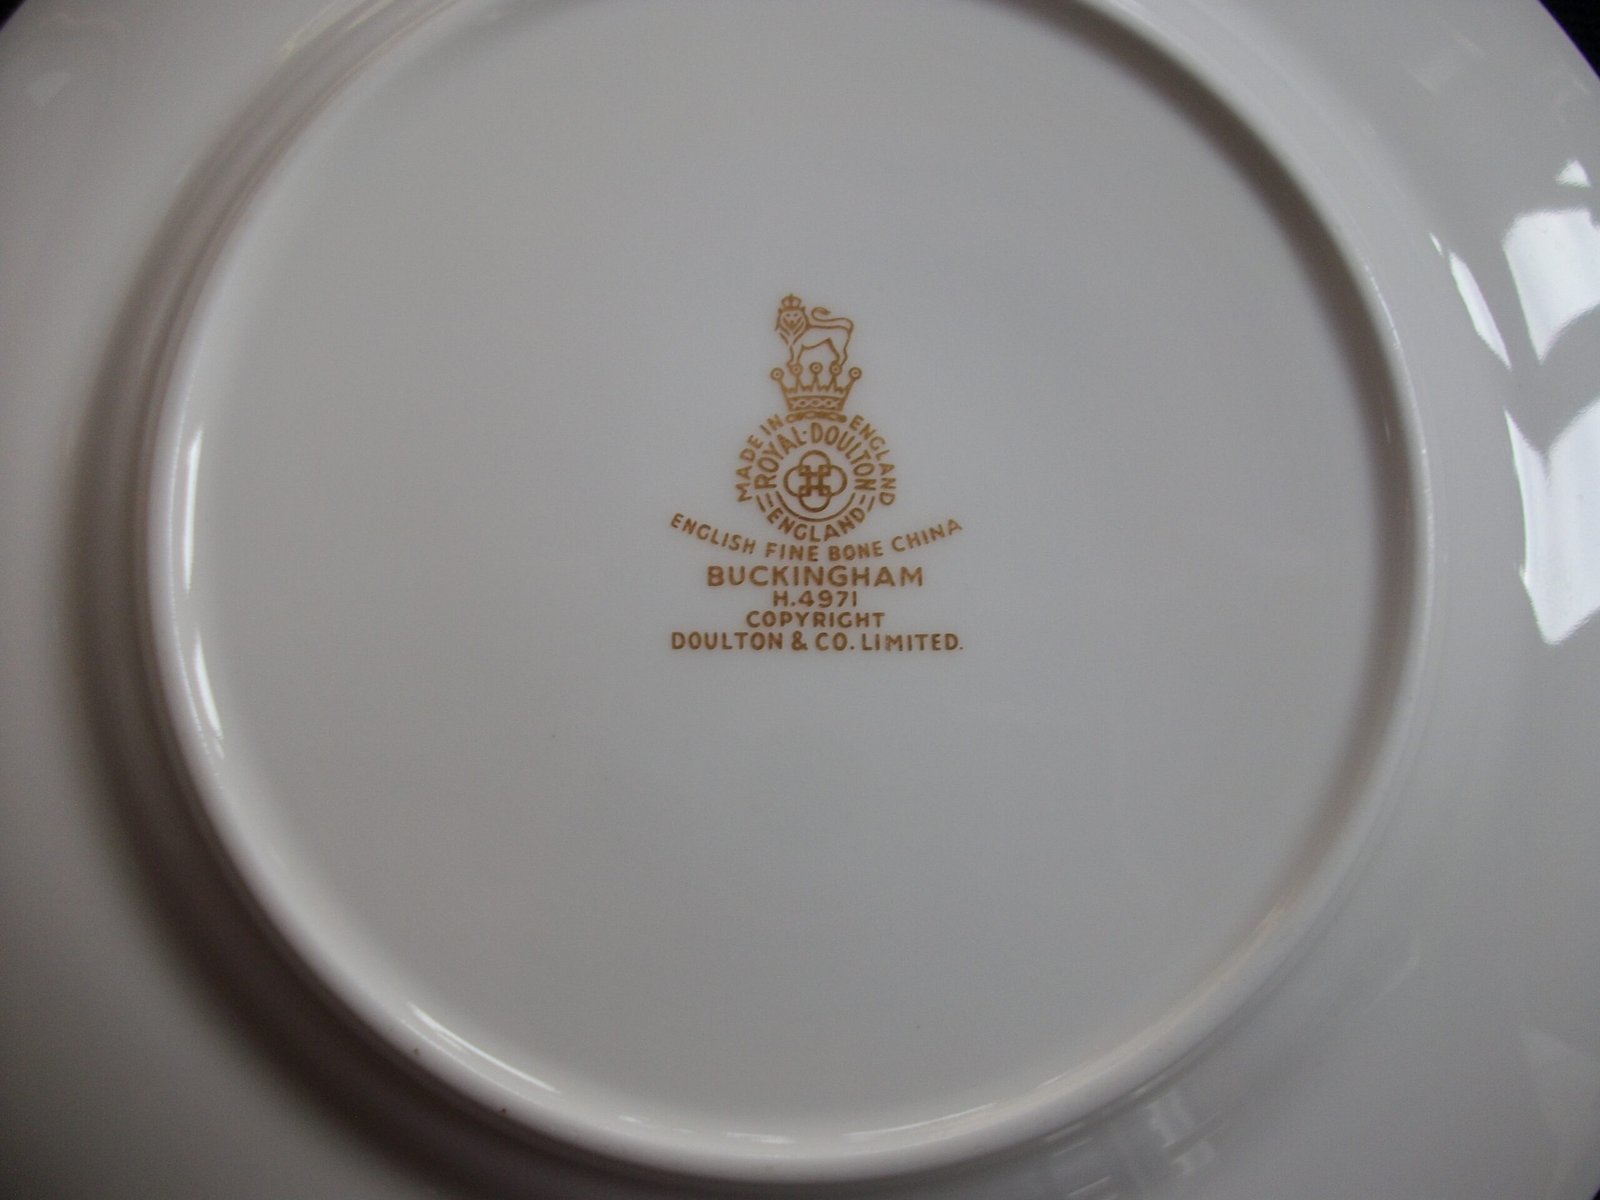 MADE IN ENGLAND
ROYAL·DOULTON
ENGLAND
ENGLISH FINE BONE CHINA
BUCKINGHAM
H.4971
COPYRIGHT
DOULTON & CO. LIMITED.